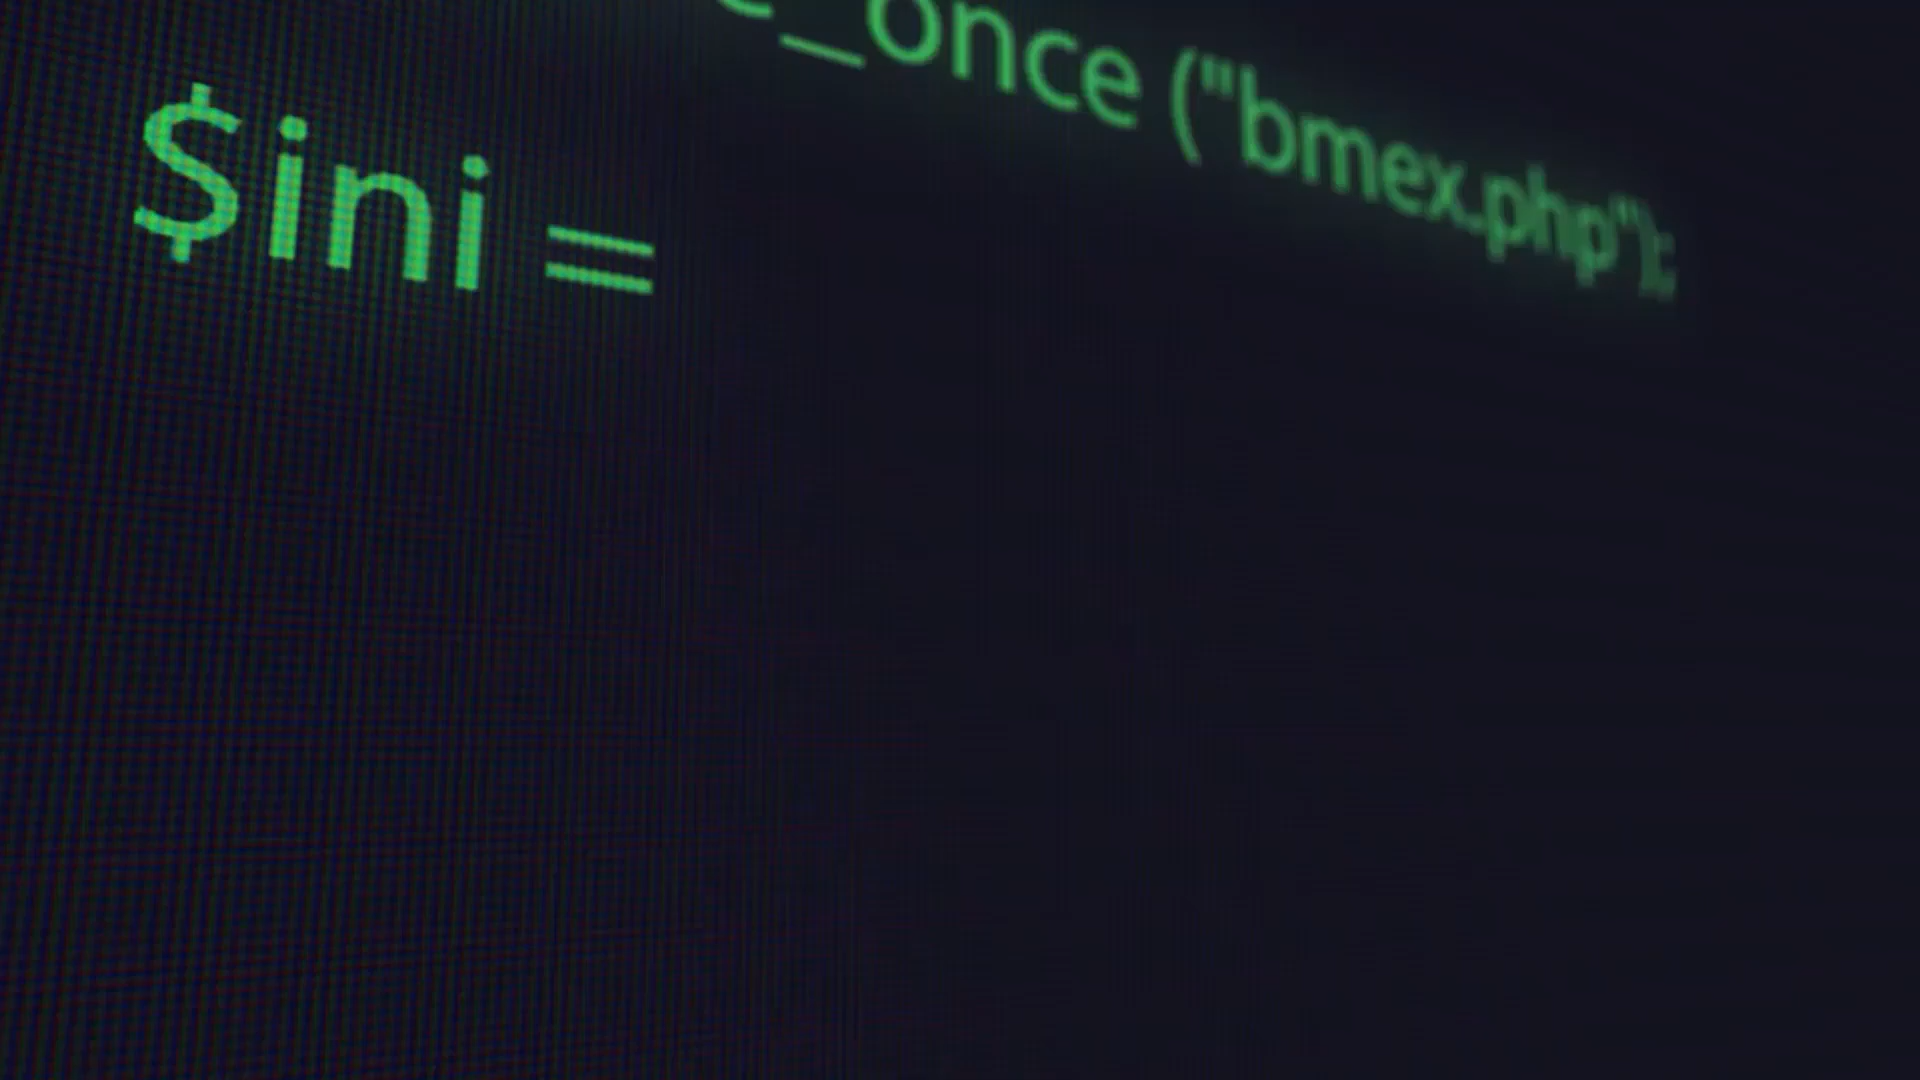 _once ("bmex.php");
$ini =